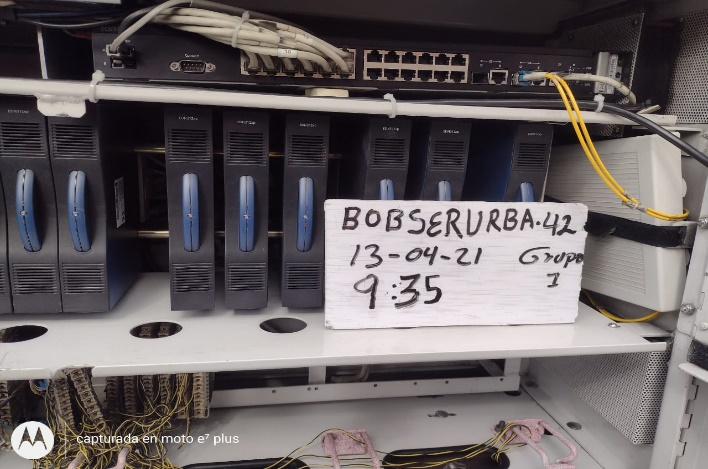 BOBSERURBA.42
13-04-21 Grupo
9:35 1
capturada en moto e⁷ plus